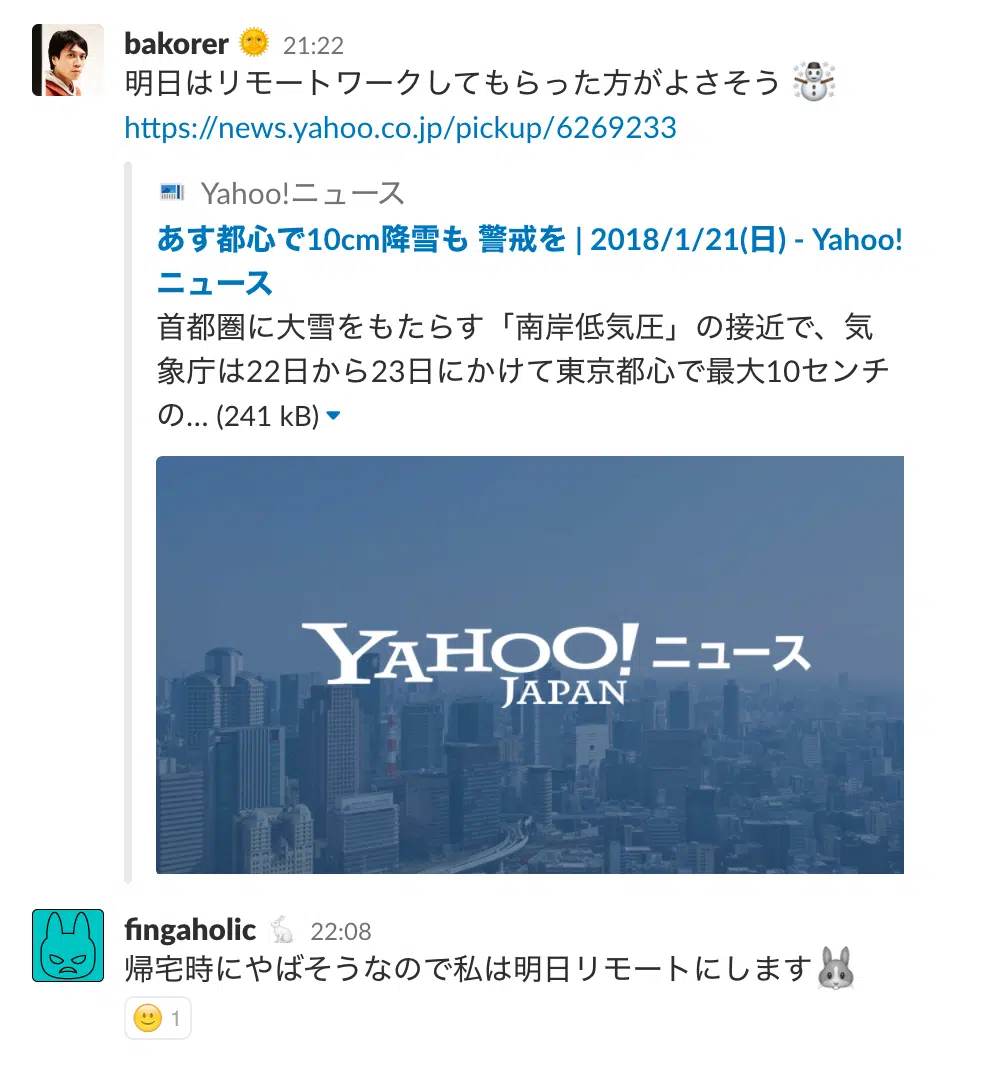 bakorer 🌞 21:22
明日はリモートワークしてもらった方がよさそう ☃️
https://news.yahoo.co.jp/pickup/6269233
Yahoo!ニュース
あす都心で10cm降雪も 警戒を | 2018/1/21(日) - Yahoo!
ニュース
首都圏に大雪をもたらす「南岸低気圧」の接近で、気
象庁は22日から23日にかけて東京都心で最大10センチ
の... (241 kB)
YAHOO! ニュース
JAPAN
fingaholic 🐇 22:08
帰宅時にやばそうなので私は明日リモートにします🐰
🙂 1